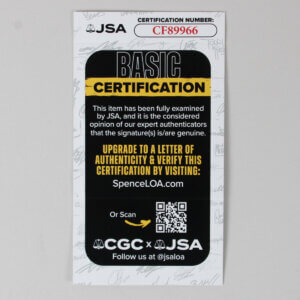 JSA
CERTIFICATION NUMBER:
CF89966
BASIC
CERTIFICATION
This item has been fully examined
by JSA, and it is the considered
opinion of our expert authenticators
that the signature(s) is/are genuine.
UPGRADE TO A LETTER OF
AUTHENTICITY & VERIFY THIS
CERTIFICATION BY VISITING:
SpenceLOA.com
Or Scan
CGC x JSA
Follow us at @jsaloa